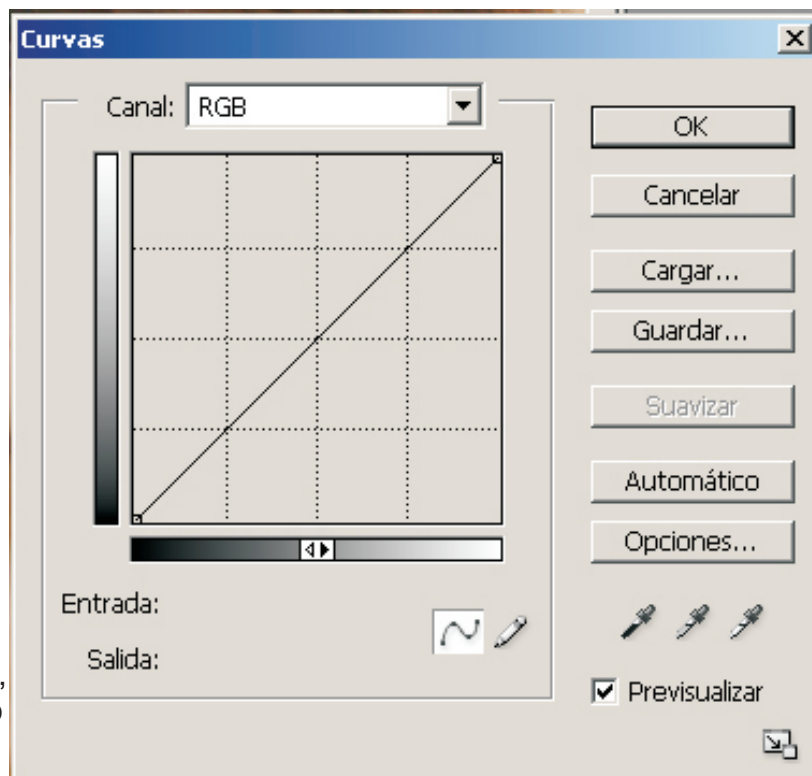 Curvas
Canal: RGB
OK
Cancelar
Cargar...
Guardar...
Suavizar
Automático
Opciones...
Entrada:
Salida:
Previsualizar